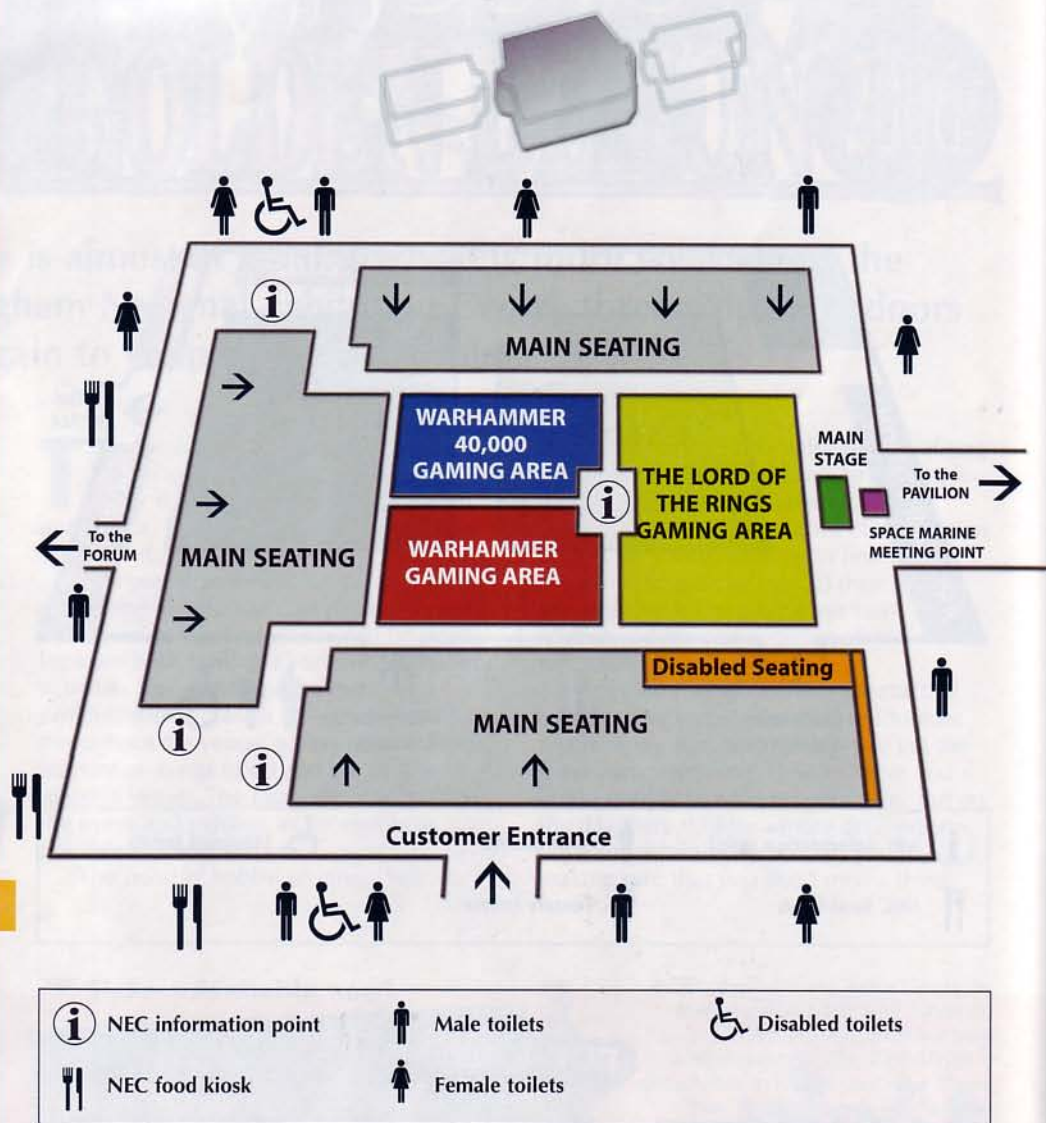 MAIN SEATING
WARHAMMER
40,000
GAMING AREA
THE LORD OF
THE RINGS
GAMING AREA
MAIN
STAGE
To the
PAVILION
SPACE MARINE
MEETING POINT
To the
FORUM
MAIN SEATING
WARHAMMER
GAMING AREA
Disabled Seating
MAIN SEATING
Customer Entrance
NEC information point
Male toilets
Disabled toilets
NEC food kiosk
Female toilets